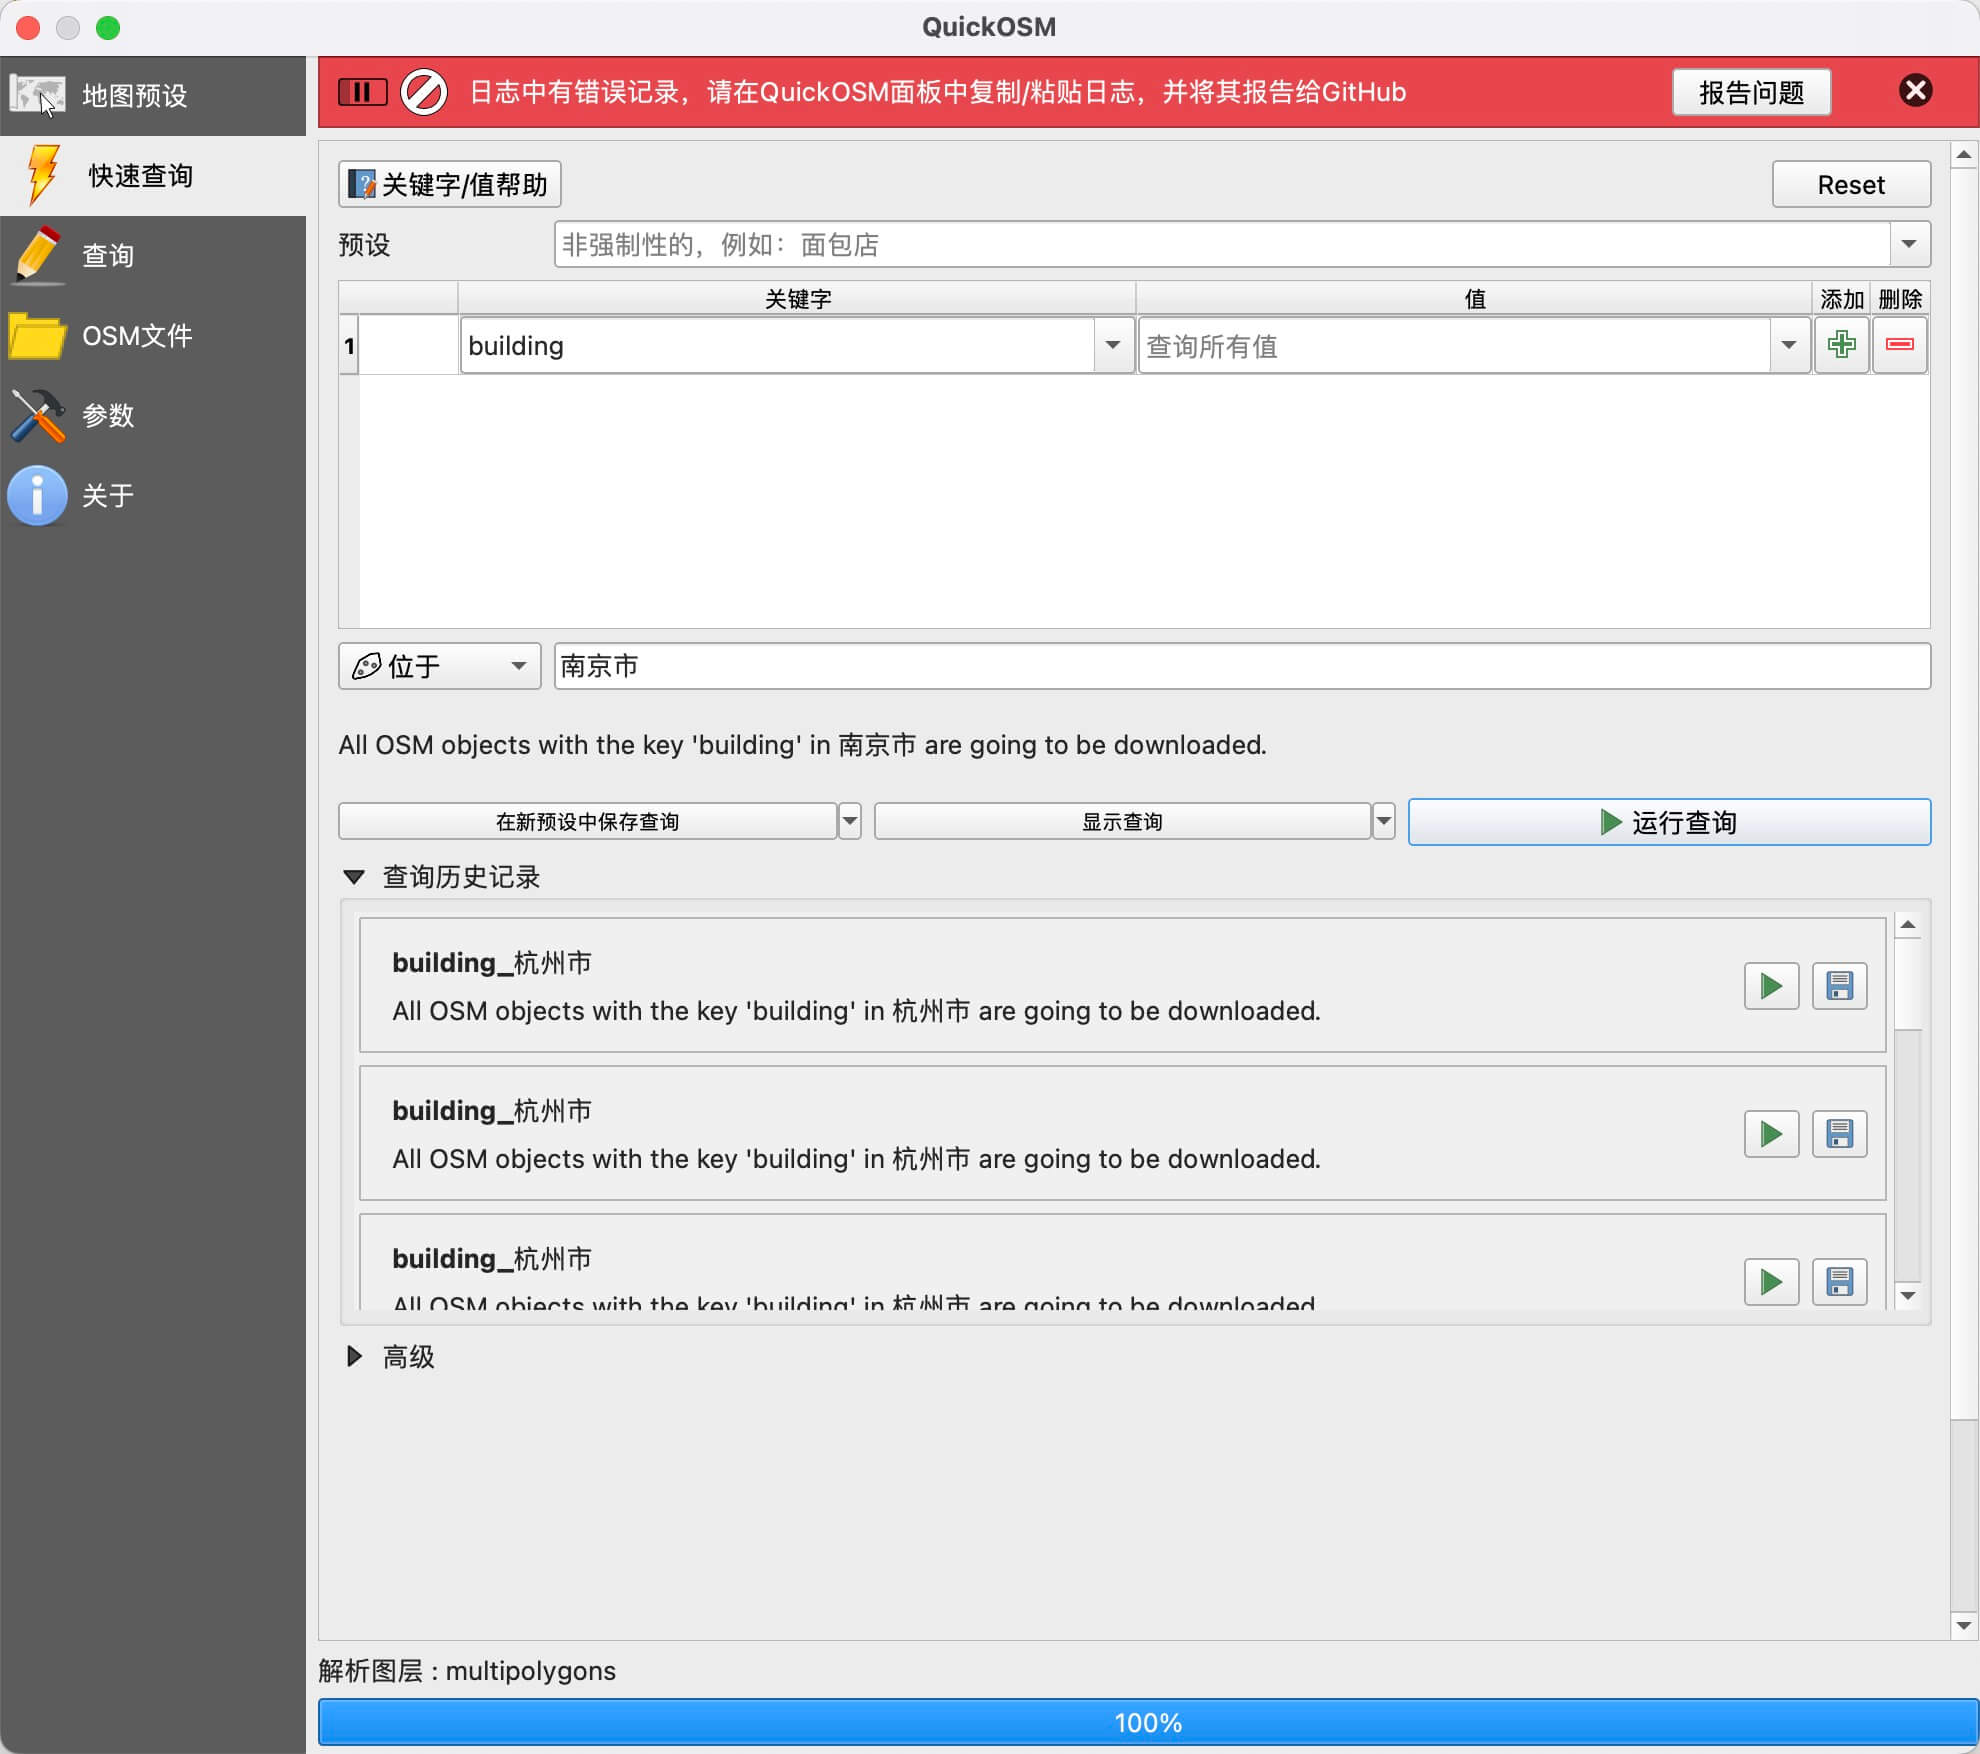 QuickOSM
地图预设
快速查询
查询
OSM文件
参数
关于
日志中有错误记录，请在QuickOSM面板中复制/粘贴日志，并将其报告给GitHub
报告问题
关键字/值帮助
Reset
预设
非强制性的，例如：面包店
关键字 值 添加 删除
1 building 查询所有值
位于 南京市
All OSM objects with the key 'building' in 南京市 are going to be downloaded.
在新预设中保存查询 显示查询 运行查询
查询历史记录
building_杭州市
All OSM objects with the key 'building' in 杭州市 are going to be downloaded.
building_杭州市
All OSM objects with the key 'building' in 杭州市 are going to be downloaded.
building_杭州市
All OSM objects with the key 'building' in 杭州市 are going to be downloaded
高级
解析图层 : multipolygons
100%